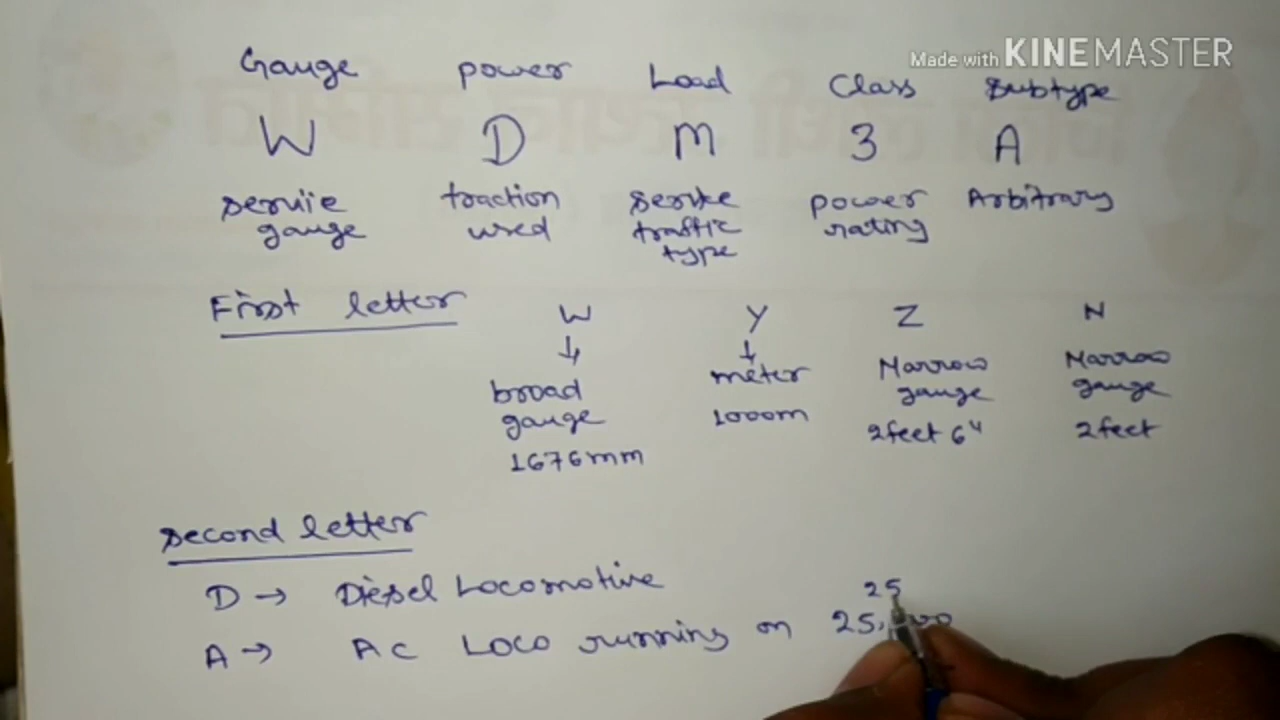 Made with KINEMASTER
Gauge power Load Class Subtype
W D M 3 A
service gauge traction used service traffic type power rating Arbitrary
First letter W Y Z N
broad gauge meter Narrow gauge Narrow gauge
1676mm 1000m 2feet 6" 2feet
Second letter
D → Diesel Locomotive
25
A → AC Loco running on 25,